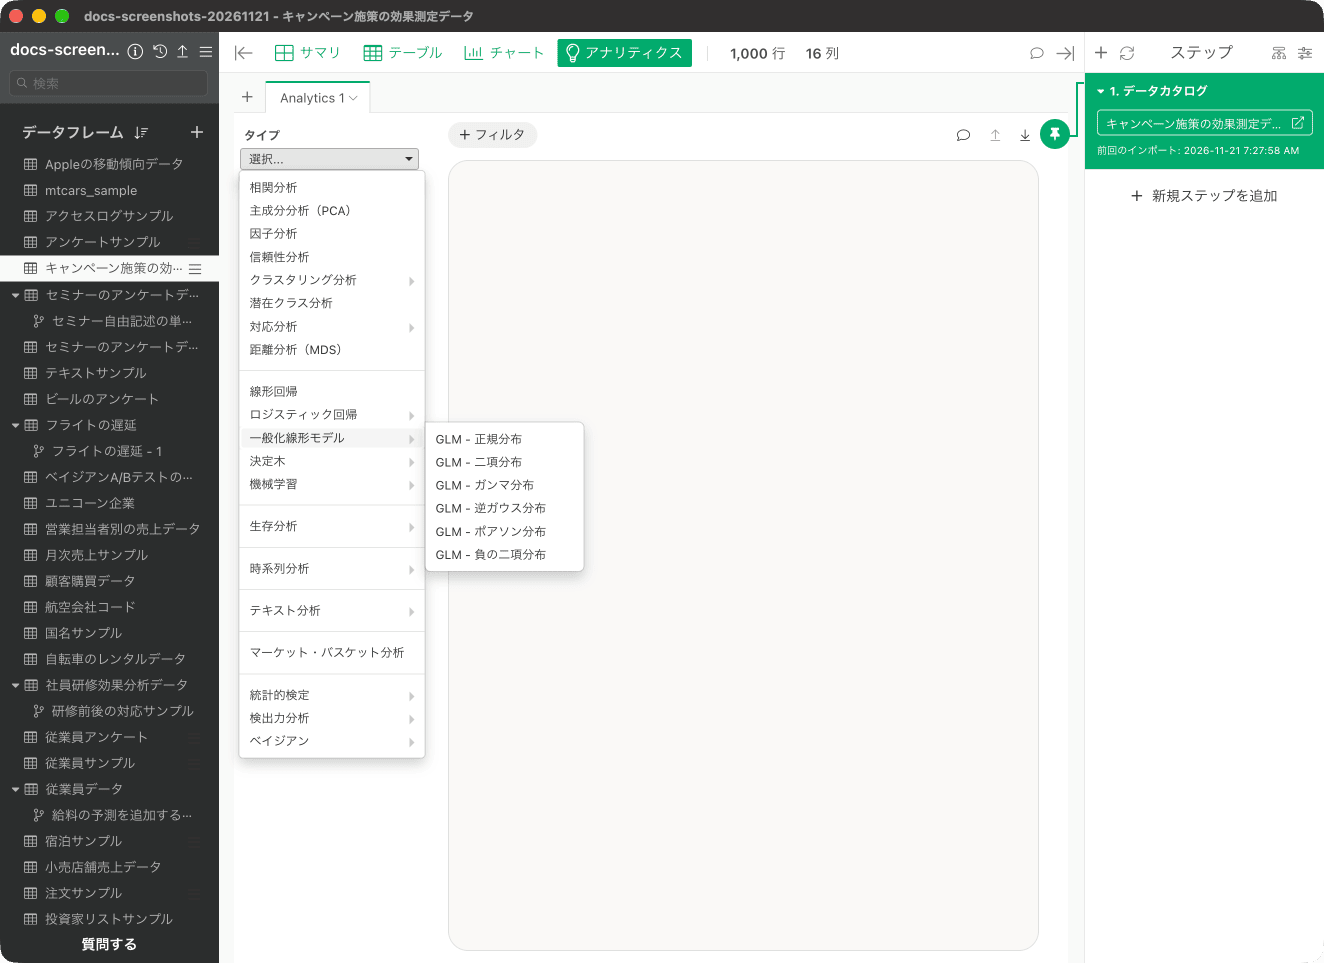 docs-screenshots-20261121 - キャンペーン施策の効果測定データ
docs-screen...
検索
データフレーム
Appleの移動傾向データ
mtcars_sample
アクセスログサンプル
アンケートサンプル
キャンペーン施策の効…
セミナーのアンケートデ…
セミナー自由記述の単…
セミナーのアンケートデ…
テキストサンプル
ビールのアンケート
フライトの遅延
フライトの遅延 - 1
ベイジアンA/Bテストの…
ユニコーン企業
営業担当者別の売上データ
月次売上サンプル
顧客購買データ
航空会社コード
国名サンプル
自転車のレンタルデータ
社員研修効果分析データ
研修前後の対応サンプル
従業員アンケート
従業員サンプル
従業員データ
給料の予測を追加する…
宿泊サンプル
小売店舗売上データ
注文サンプル
投資家リストサンプル
質問する
サマリ
テーブル
チャート
アナリティクス
1,000 行
16 列
Analytics 1
タイプ
選択...
相関分析
主成分分析（PCA）
因子分析
信頼性分析
クラスタリング分析
潜在クラス分析
対応分析
距離分析（MDS）
線形回帰
ロジスティック回帰
一般化線形モデル
決定木
機械学習
生存分析
時系列分析
テキスト分析
マーケット・バスケット分析
統計的検定
検出力分析
ベイジアン
GLM - 正規分布
GLM - 二項分布
GLM - ガンマ分布
GLM - 逆ガウス分布
GLM - ポアソン分布
GLM - 負の二項分布
+ フィルタ
ステップ
1. データカタログ
キャンペーン施策の効果測定デ...
前回のインポート: 2026-11-21 7:27:58 AM
+ 新規ステップを追加